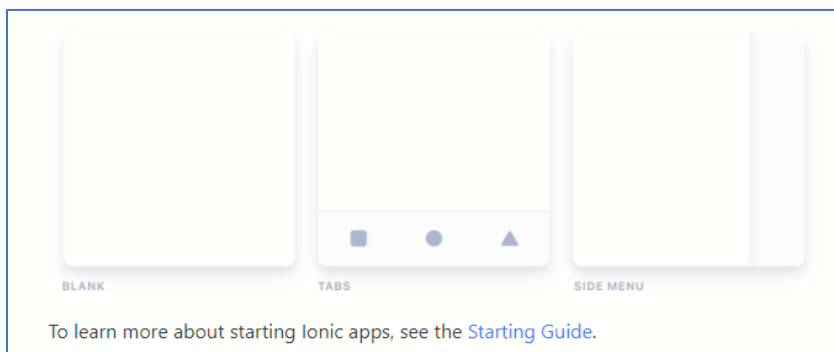 BLANK
TABS
SIDE MENU
To learn more about starting Ionic apps, see the Starting Guide.